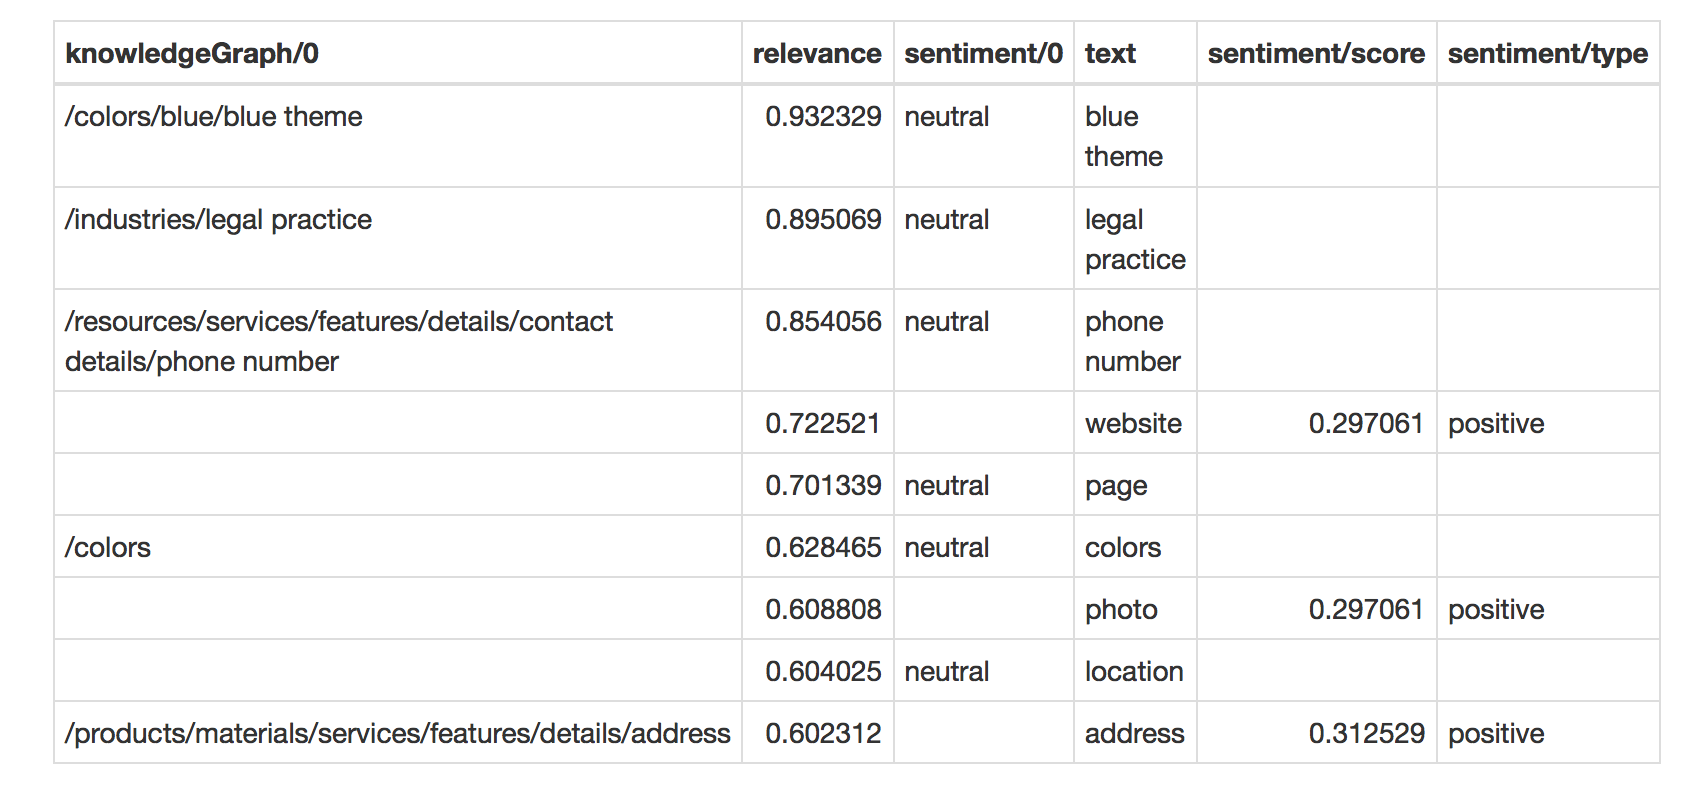 knowledgeGraph/0 relevance sentiment/0 text sentiment/score sentiment/type
/colors/blue/blue theme 0.932329 neutral blue
theme
/industries/legal practice 0.895069 neutral legal
practice
/resources/services/features/details/contact 0.854056 neutral phone
details/phone number number
0.722521 website 0.297061 positive
0.701339 neutral page
/colors 0.628465 neutral colors
0.608808 photo 0.297061 positive
0.604025 neutral location
/products/materials/services/features/details/address 0.602312 address 0.312529 positive